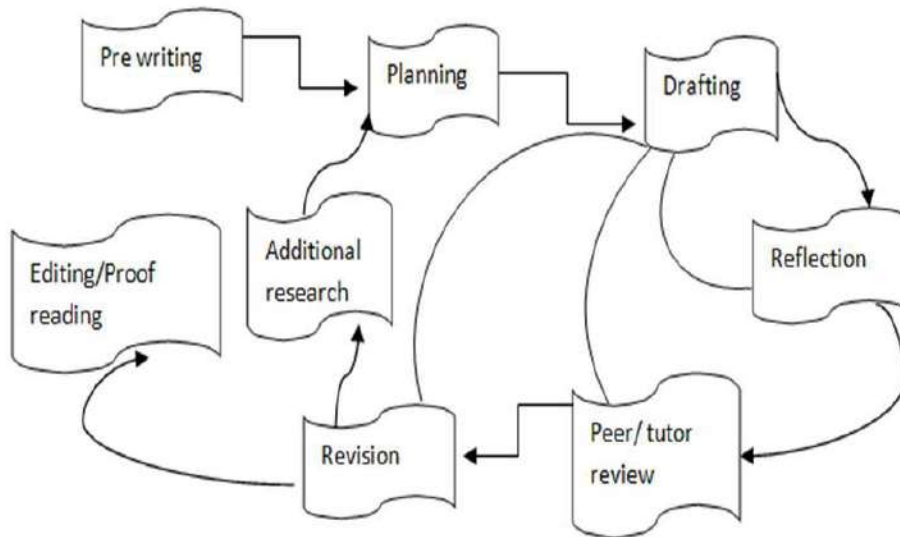 Pre writing
Planning
Drafting
Reflection
Peer/ tutor
review
Revision
Additional
research
Editing/Proof
reading